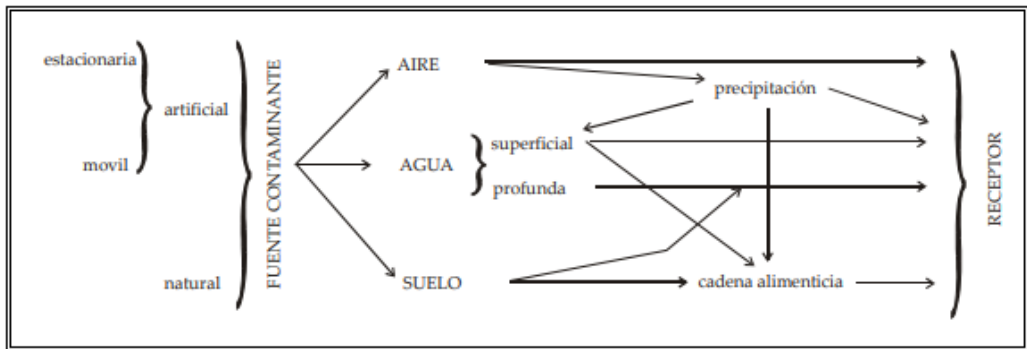 estacionaria
artificial
movil
natural
FUENTE CONTAMINANTE
AIRE
AGUA
SUELO
superficial
profunda
precipitación
cadena alimenticia
RECEPTOR